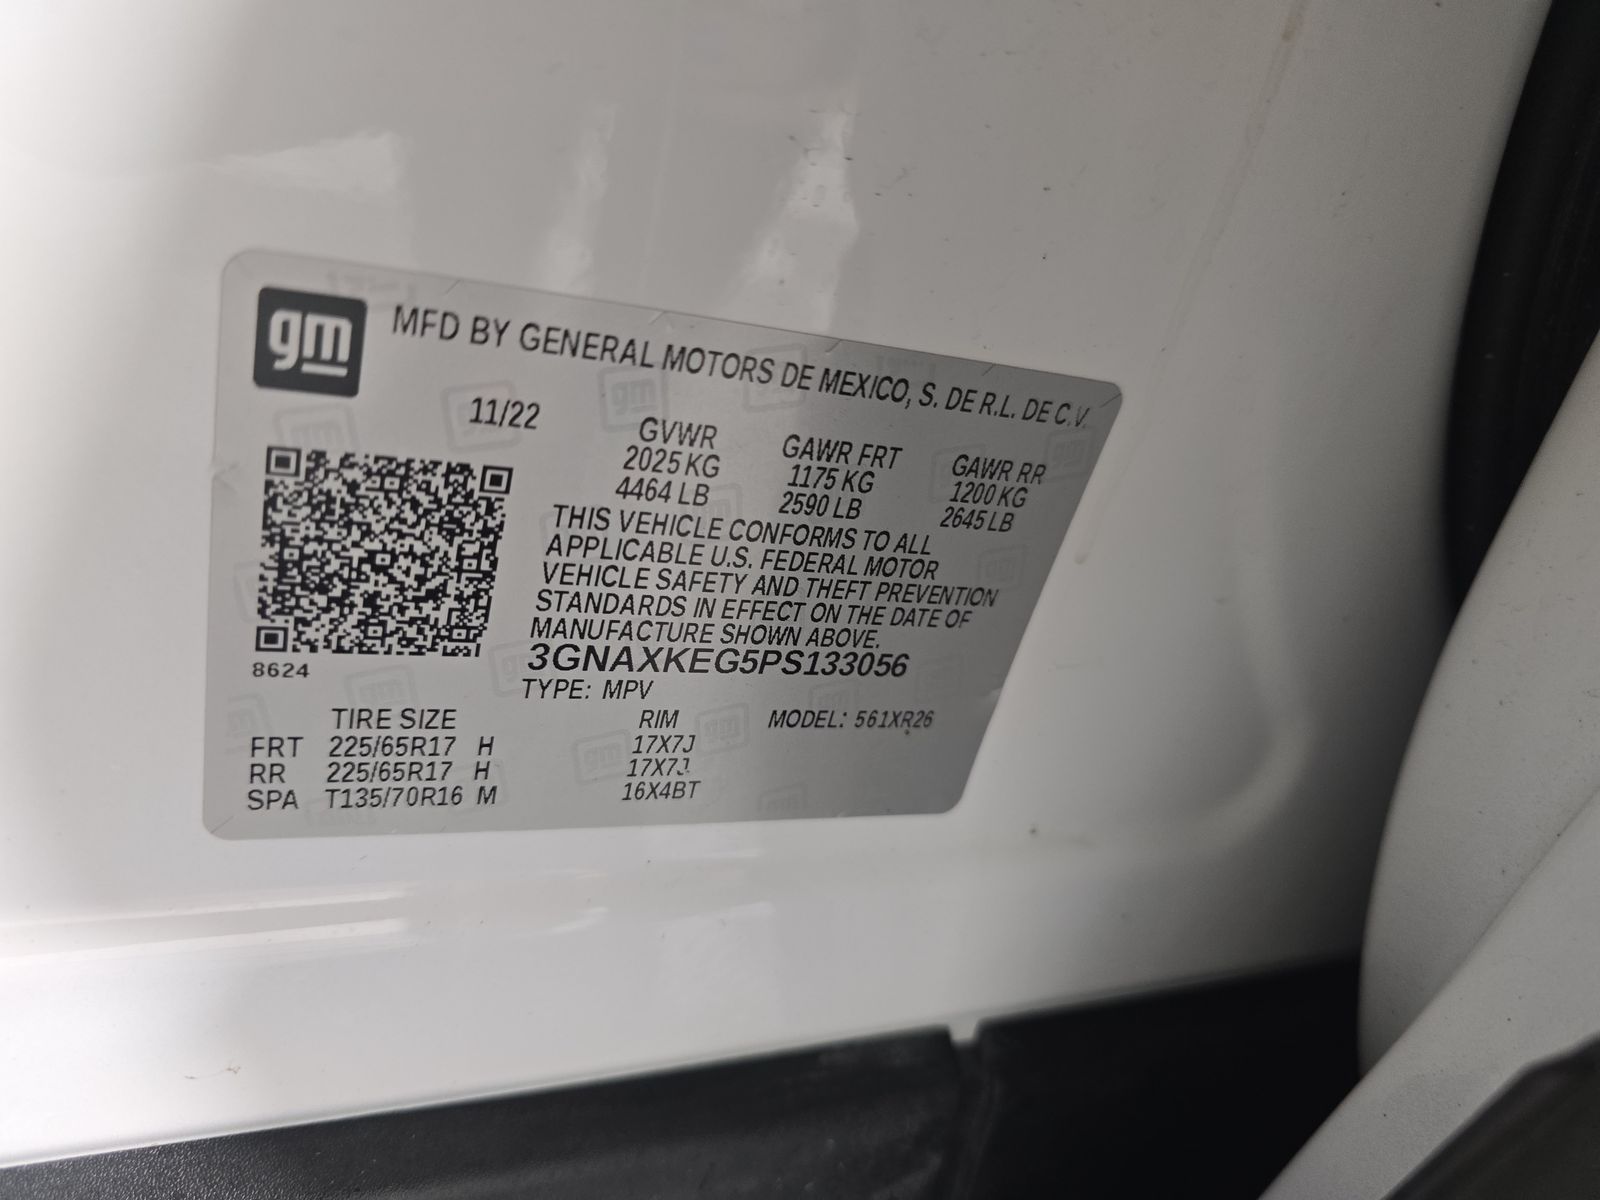 gm MFD BY GENERAL MOTORS DE MEXICO, S. DE R.L. DE C.V.
11/22
GVWR GAWR FRT GAWR RR
2025 KG 1175 KG 1200 KG
4464 LB 2590 LB 2645 LB
THIS VEHICLE CONFORMS TO ALL
APPLICABLE U.S. FEDERAL MOTOR
VEHICLE SAFETY AND THEFT PREVENTION
STANDARDS IN EFFECT ON THE DATE OF
MANUFACTURE SHOWN ABOVE.
3GNAXKEG5PS133056
8624
TYPE: MPV
TIRE SIZE RIM MODEL: 561XR26
FRT 225/65R17 H 17X7J
RR 225/65R17 H 17X7J
SPA T135/70R16 M 16X4BT